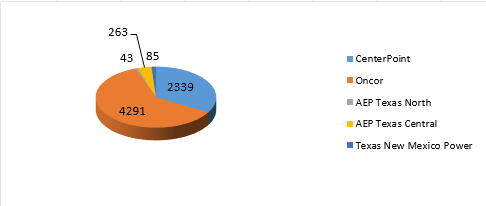 263
43
85
2339
4291
CenterPoint
Oncor
AEP Texas North
AEP Texas Central
Texas New Mexico Power